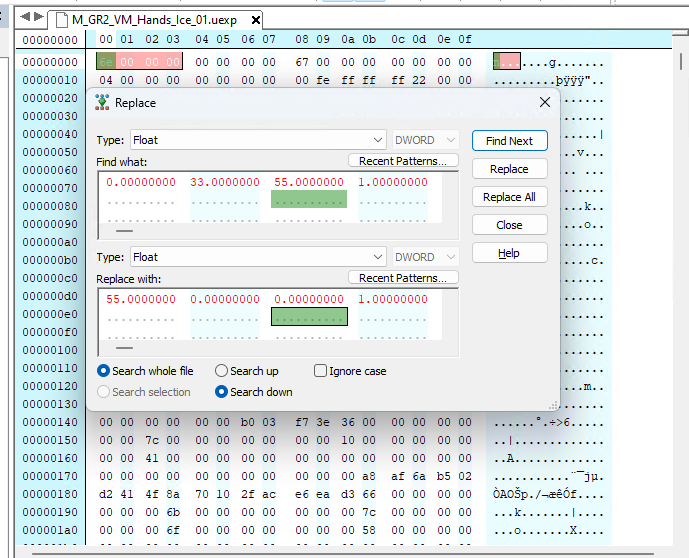 M_GR2_VM_Hands_Ice_01.uexp
00000000 00 01 02 03 04 05 06 07 08 09 0a 0b 0c 0d 0e 0f
00000000 6e 00 00 00 00 00 00 00 67 00 00 00 00 00 00 00 n.......g.......
00000010 04 00 00 00 00 00 00 00 00 fe ff ff ff 22 00 00 .........þÿÿÿ"..
00000020
00000030
00000040
00000050
00000060
00000070
00000080
00000090
000000a0
000000b0
000000c0
000000d0
000000e0
000000f0
00000100
00000110
00000120
00000130
Replace
Type: Float DWORD
Find what: Recent Patterns...
0.00000000 33.0000000 55.0000000 1.00000000
Type: Float DWORD
Replace with: Recent Patterns...
55.0000000 0.00000000 0.00000000 1.00000000
Search whole file Search up Ignore case
Search selection Search down
Find Next
Replace
Replace All
Close
Help
00000140 00 00 00 00 00 b0 03 f7 3e 36 00 00 00 00 00 ......°.÷>6.....
00000150 00 00 7c 00 00 00 00 00 00 00 10 00 00 00 00 00 ..|.............
00000160 00 00 41 00 00 00 00 00 00 00 00 00 00 00 00 00 ..A.............
00000170 00 00 00 00 00 00 00 00 00 00 00 a8 af 6a b5 02 ...........¨¯jµ.
00000180 d2 41 4f 8a 70 10 2f ac e6 ea d3 66 00 00 00 00 ÒAOŠp./¬æêÓf....
00000190 00 00 00 6b 00 00 00 00 00 00 00 7c 00 00 00 00 ...k.......|....
000001a0 00 00 00 6f 00 00 00 00 00 00 00 58 00 00 00 00 ...o.......X....